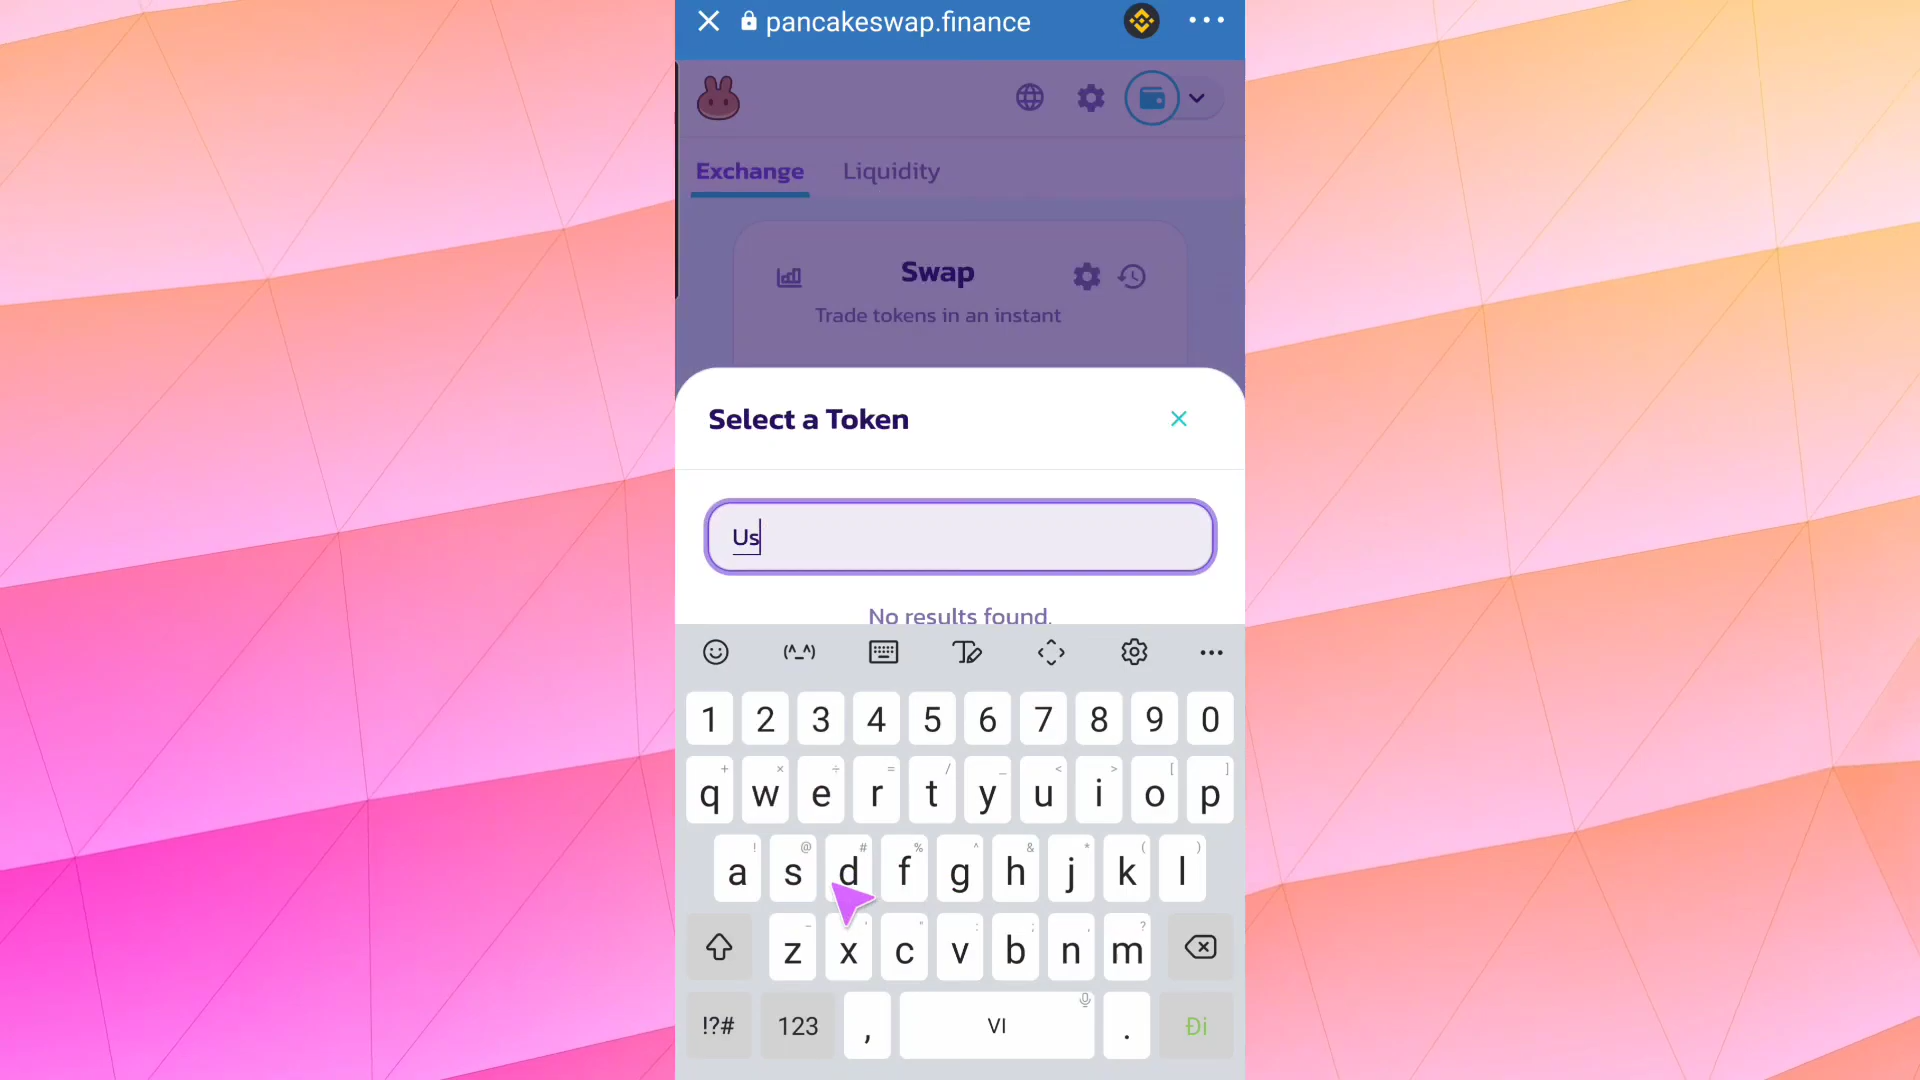 pancakeswap.finance
Exchange Liquidity
Swap
Trade tokens in an instant
Select a Token
Us
No results found.
(^_^)
1 2 3 4 5 6 7 8 9 0
+ × ÷ = / _ < > [ ]
q w e r t y u i o p
! @ # % ^ & * ( )
a s d f g h j k l
- ' " : ; , ?
z x c v b n m
!?# 123 , VI . Đi